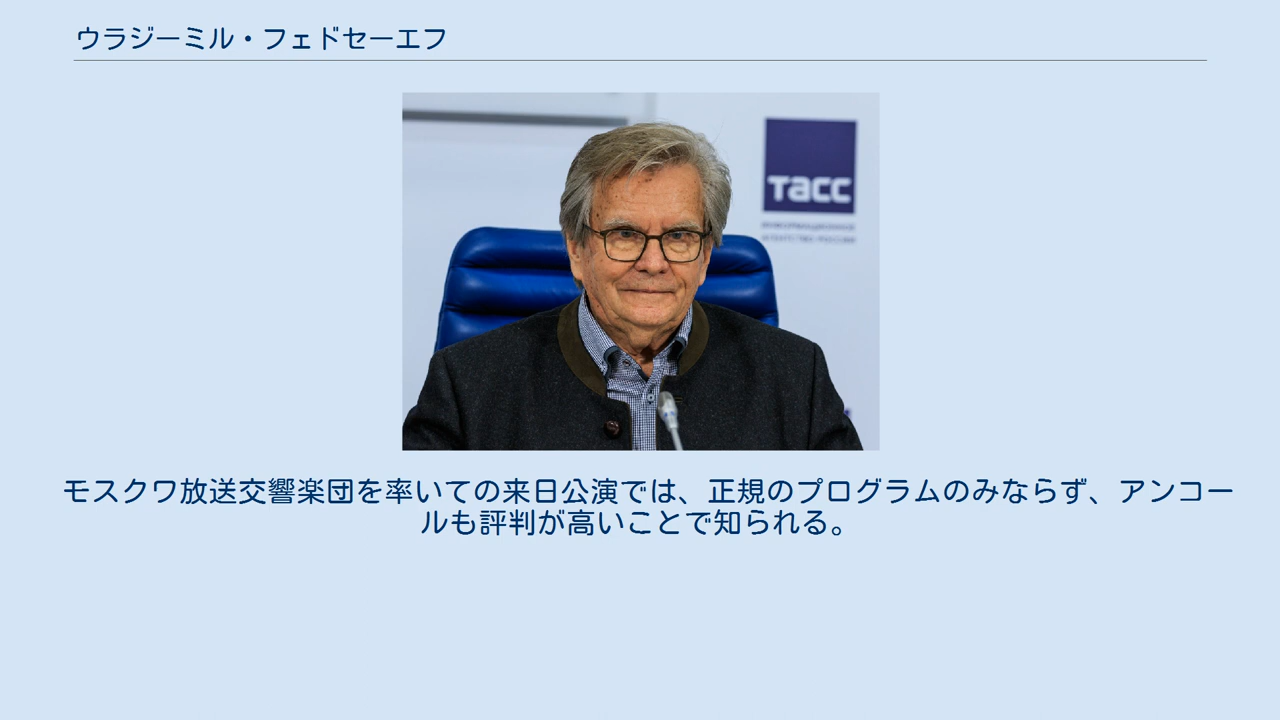 ウラジーミル・フェドセーエフ
тасс
ИНФОРМАЦИОННОЕ
АГЕНТСТВО РОССИИ
モスクワ放送交響楽団を率いての来日公演では、正規のプログラムのみならず、アンコー
ルも評判が高いことで知られる。